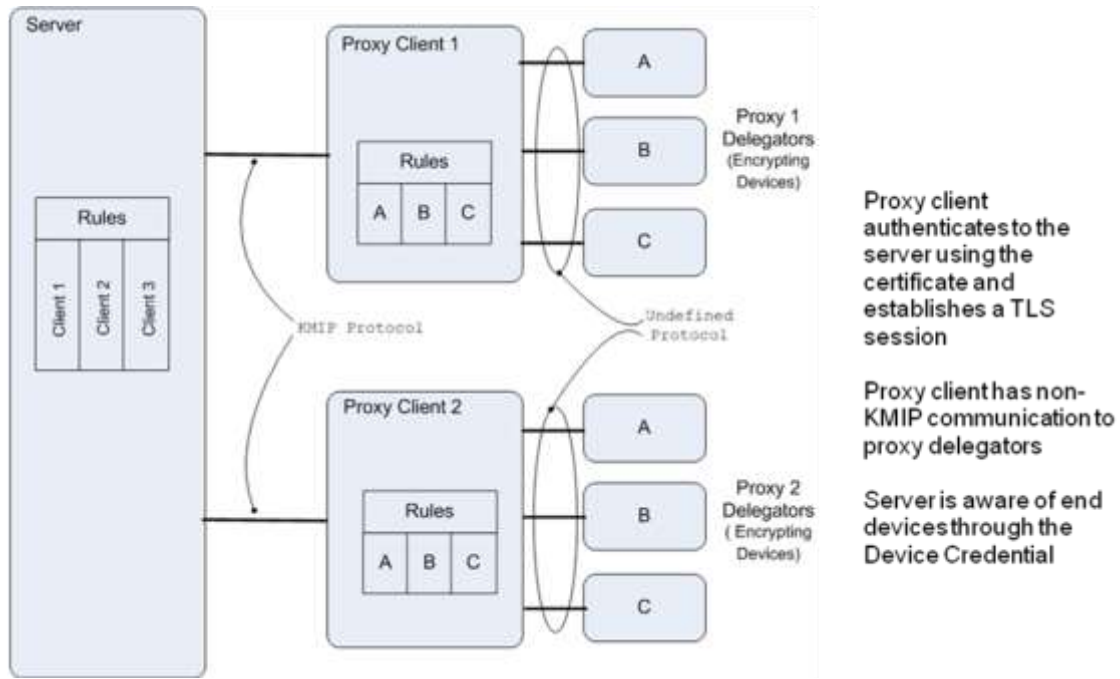 Server
Rules
Client 1
Client 2
Client 3
KMIP Protocol
Proxy Client 1
Rules
A B C
A
B
C
Proxy 1
Delegators
(Encrypting
Devices)
Undefined
Protocol
Proxy Client 2
Rules
A B C
A
B
C
Proxy 2
Delegators
( Encrypting
Devices)
Proxy client
authenticates to the
server using the
certificate and
establishes a TLS
session
Proxy client has non-
KMIP communication to
proxy delegators
Server is aware of end
devices through the
Device Credential